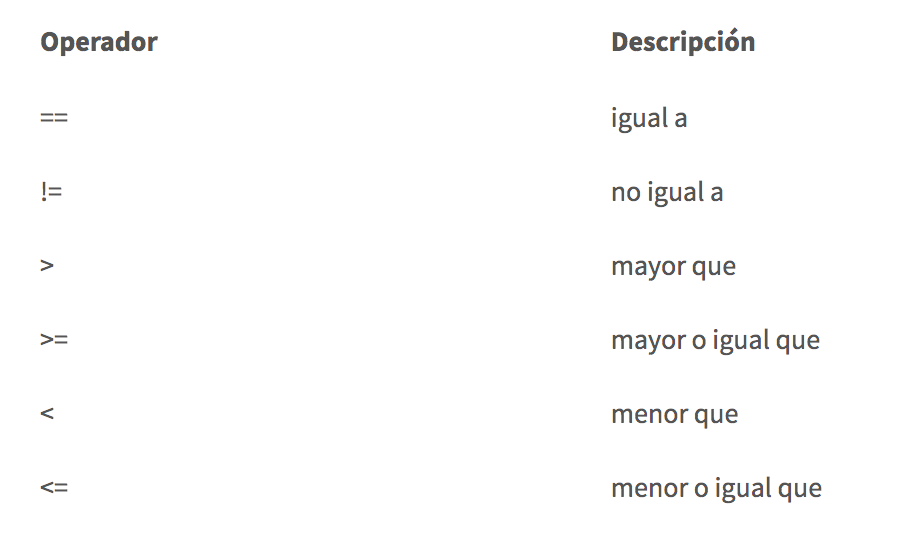 Operador Descripción
== igual a
!= no igual a
> mayor que
>= mayor o igual que
< menor que
<= menor o igual que